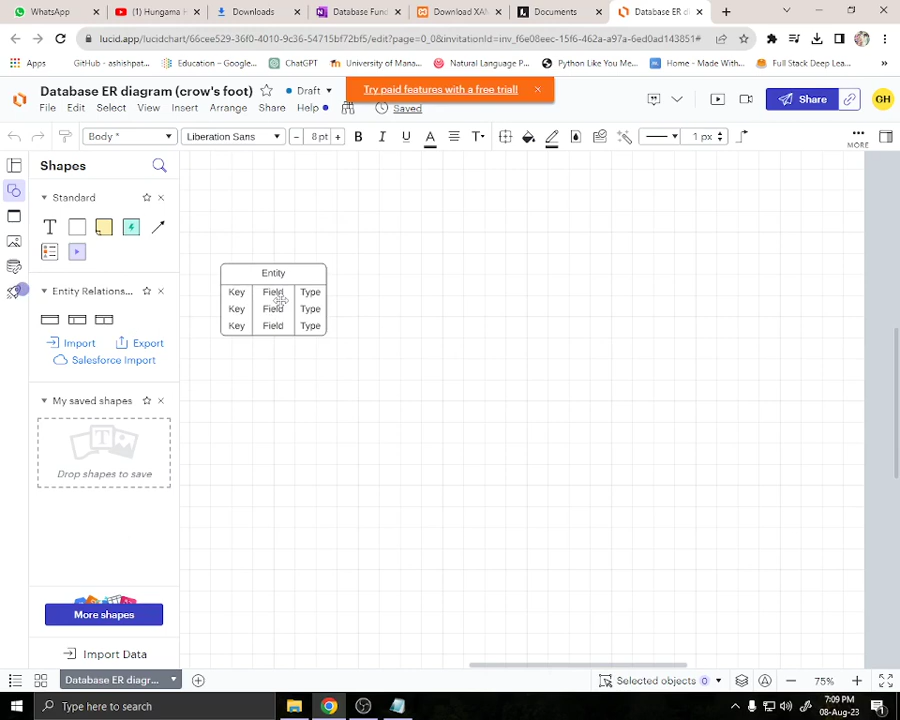 WhatsApp
(1) Hungama H
Downloads
Database Fund
Download XAM
Documents
Database ER di
lucid.app/lucidchart/66cee529-36f0-4010-9c36-54715bf72bf5/edit?page=0_0&invitationId=inv_f6e08eec-15f6-462a-a97a-6ed0ad143851#
Apps
GitHub - ashishpat...
Education – Google...
ChatGPT
University of Mana...
Natural Language P...
Python Like You Me...
Home - Made With...
Full Stack Deep Lea...
Database ER diagram (crow's foot)
Draft
Try paid features with a free trial!
File Edit Select View Insert Arrange Share Help
Saved
Share
GH
Body *
Liberation Sans
8 pt
B I U A T
1 px
MORE
Shapes
Standard
T
Entity Relations...
Import
Export
Salesforce Import
My saved shapes
T
Drop shapes to save
More shapes
Import Data
Entity
Key Field Type
Key Field Type
Key Field Type
Database ER diagr...
Selected objects 0
75%
Type here to search
7:09 PM
08-Aug-23
1